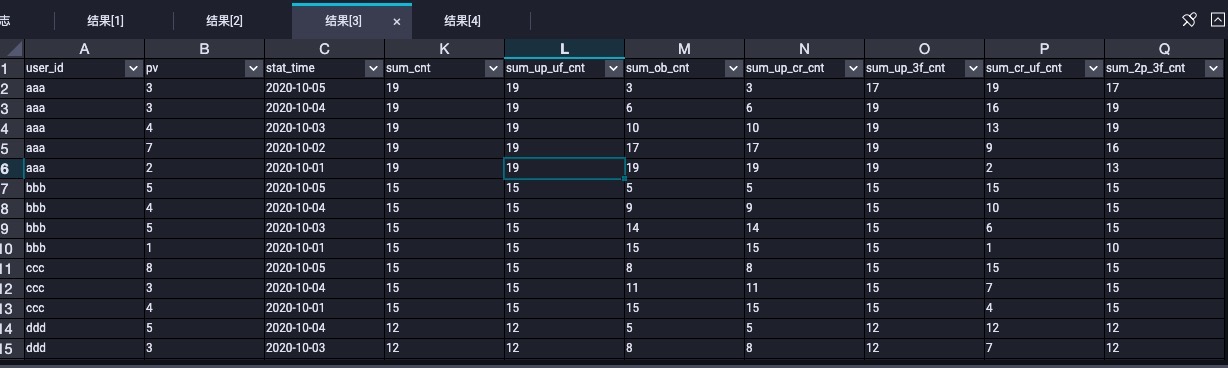 志 结果[1] 结果[2] 结果[3] × 结果[4]
A B C K L M N O P Q
1 user_id pv stat_time sum_cnt sum_up_uf_cnt sum_ob_cnt sum_up_cr_cnt sum_up_3f_cnt sum_cr_uf_cnt sum_2p_3f_cnt
2 aaa 3 2020-10-05 19 19 3 3 17 19 17
3 aaa 3 2020-10-04 19 19 6 6 19 16 19
4 aaa 4 2020-10-03 19 19 10 10 19 13 19
5 aaa 7 2020-10-02 19 19 17 17 19 9 16
6 aaa 2 2020-10-01 19 19 19 19 19 2 13
7 bbb 5 2020-10-05 15 15 5 5 15 15 15
8 bbb 4 2020-10-04 15 15 9 9 15 10 15
9 bbb 5 2020-10-03 15 15 14 14 15 6 15
10 bbb 1 2020-10-01 15 15 15 15 15 1 10
11 ccc 8 2020-10-05 15 15 8 8 15 15 15
12 ccc 3 2020-10-04 15 15 11 11 15 7 15
13 ccc 4 2020-10-01 15 15 15 15 15 4 15
14 ddd 5 2020-10-04 12 12 5 5 12 12 12
15 ddd 3 2020-10-03 12 12 8 8 12 7 12